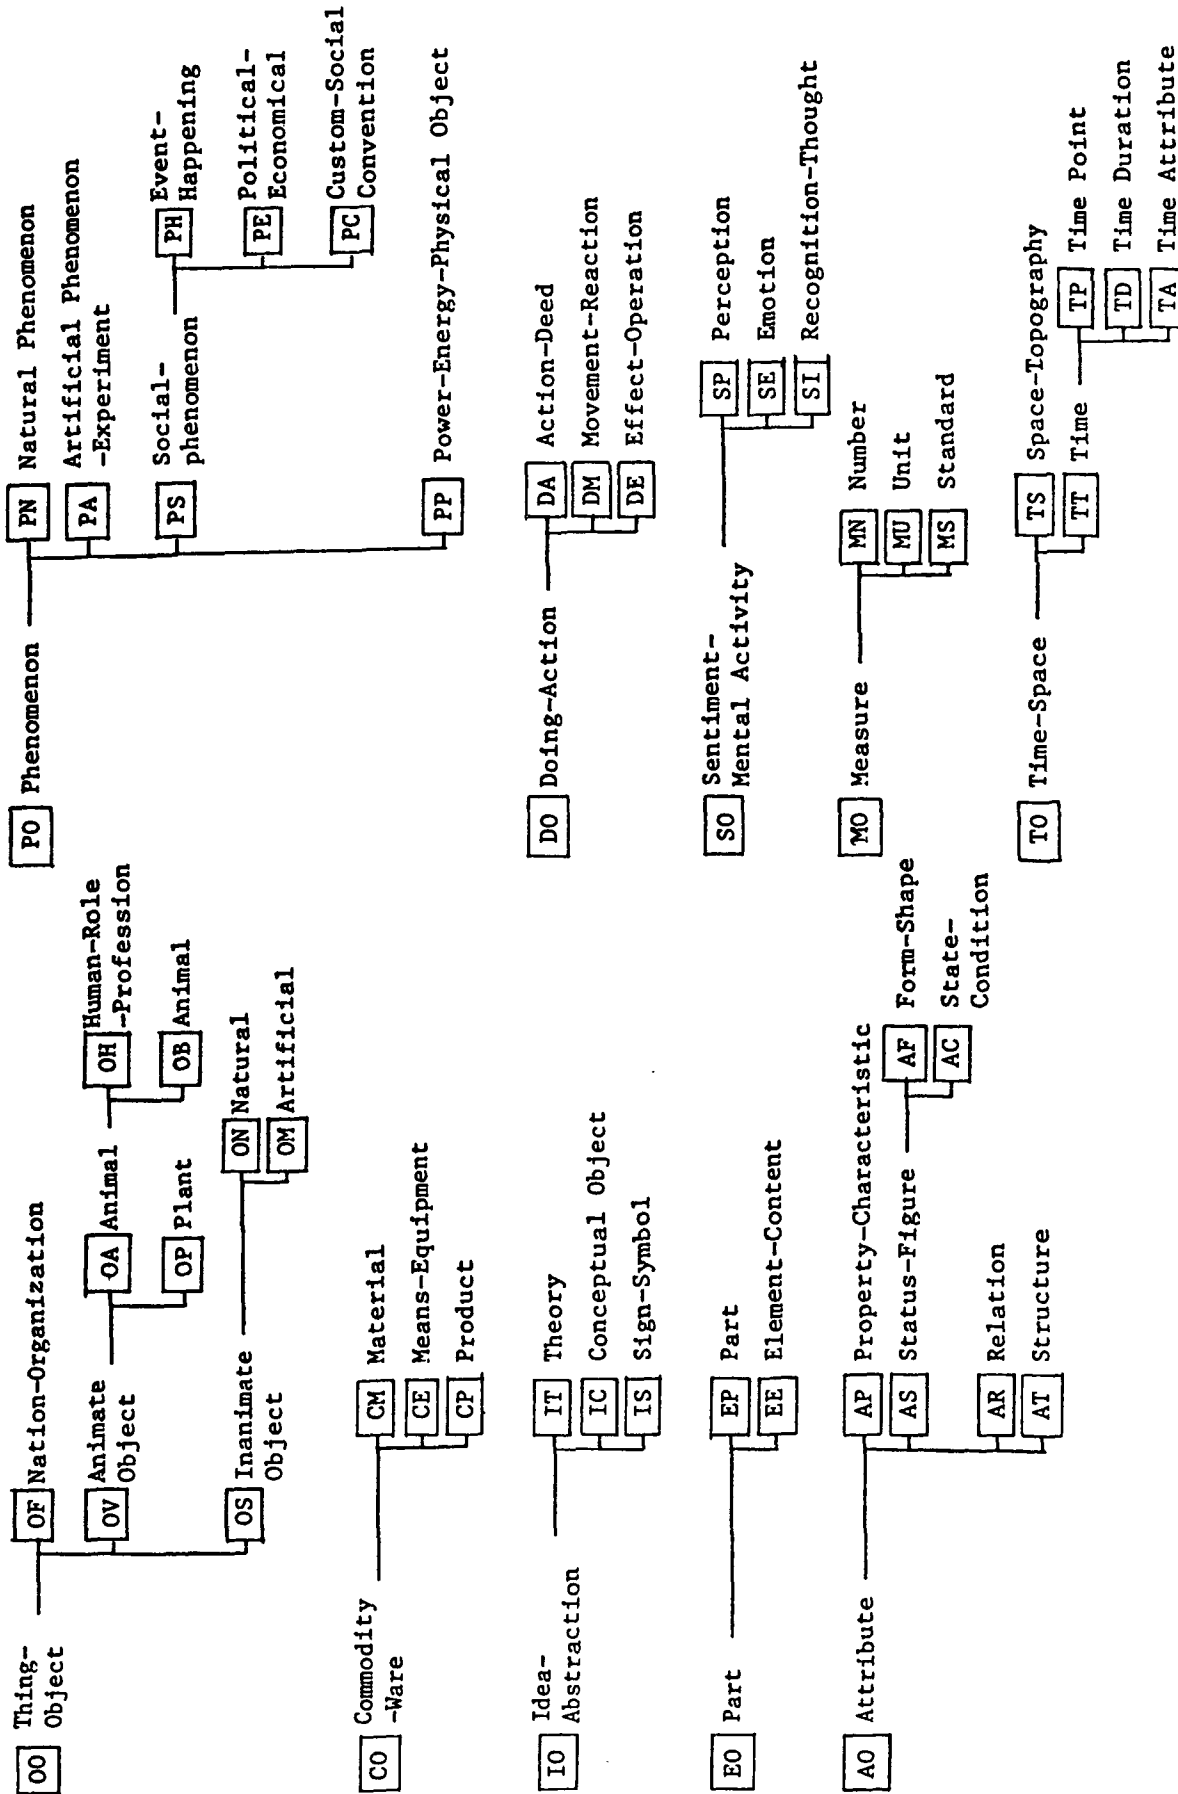 OO Thing-
Object
OF Nation-Organization
OV Animate
Object
OA Animal
OH Human-Role
-Profession
OB Animal
OP Plant
OS Inanimate
Object
ON Natural
OM Artificial
CO Commodity
-Ware
CM Material
CE Means-Equipment
CP Product
IO Idea-
Abstraction
IT Theory
IC Conceptual Object
IS Sign-Symbol
EO Part
EP Part
EE Element-Content
AO Attribute
AP Property-Characteristic
AS Status-Figure
AF Form-Shape
AC State-
Condition
AR Relation
AT Structure
PO Phenomenon
PN Natural Phenomenon
PA Artificial Phenomenon
-Experiment
PS Social-
phenomenon
PH Event-
Happening
PE Political-
Economical
PC Custom-Social
Convention
PP Power-Energy-Physical Object
DO Doing-Action
DA Action-Deed
DM Movement-Reaction
DE Effect-Operation
SO Sentiment-
Mental Activity
SP Perception
SE Emotion
SI Recognition-Thought
MO Measure
MN Number
MU Unit
MS Standard
TO Time-Space
TS Space-Topography
TT Time
TP Time Point
TD Time Duration
TA Time Attribute